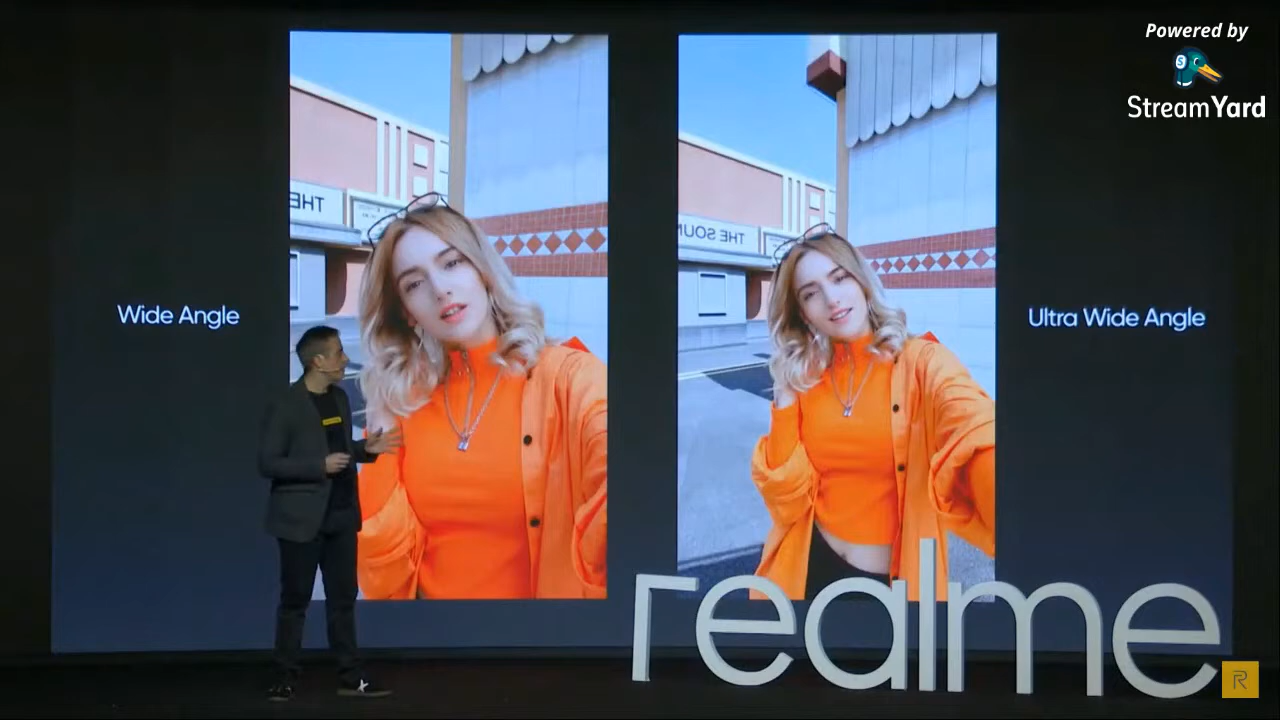 Powered by
StreamYard
THE
THE SOUN
Wide Angle
Ultra Wide Angle
realme
R